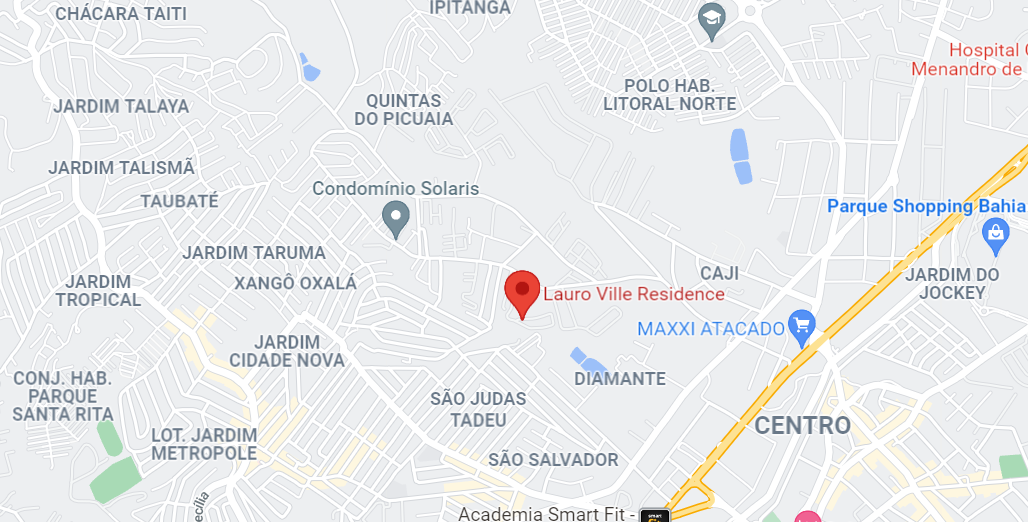 CHÁCARA TAITI
IPITANGA
Hospital
Menandro de
POLO HAB.
LITORAL NORTE
QUINTAS
DO PICUAIA
JARDIM TALAYA
JARDIM TALISMÃ
TAUBATÉ
Condomínio Solaris
Parque Shopping Bahia
JARDIM TARUMA
XANGÔ OXALÁ
CAJI
JARDIM DO
JOCKEY
JARDIM
TROPICAL
Lauro Ville Residence
MAXXI ATACADO
JARDIM
CIDADE NOVA
DIAMANTE
CONJ. HAB.
PARQUE
SANTA RITA
SÃO JUDAS
TADEU
CENTRO
LOT. JARDIM
METROPOLE
SÃO SALVADOR
ecília
Academia Smart Fit -
smart